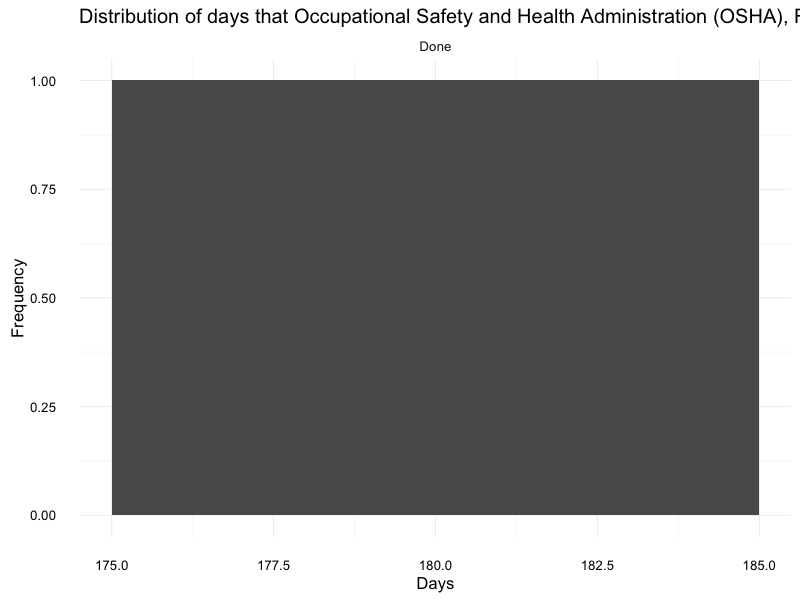 Distribution of days that Occupational Safety and Health Administration (OSHA),
Done
1.00
0.75
0.50
0.25
0.00
Frequency
175.0 177.5 180.0 182.5 185.0
Days